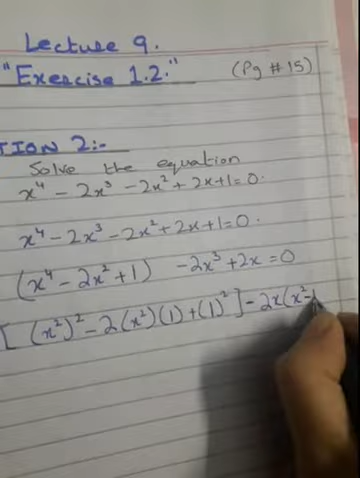 Lecture 9.
"Exercise 1.2." (Pg # 15)
TION 2:-
Solve the equation
x⁴ - 2x³ - 2x² + 2x + 1 = 0.
x⁴ - 2x³ - 2x² + 2x + 1 = 0.
(x⁴ - 2x² + 1) - 2x³ + 2x = 0
[(x²)² - 2(x²)(1) + (1)²] - 2x(x² - 1